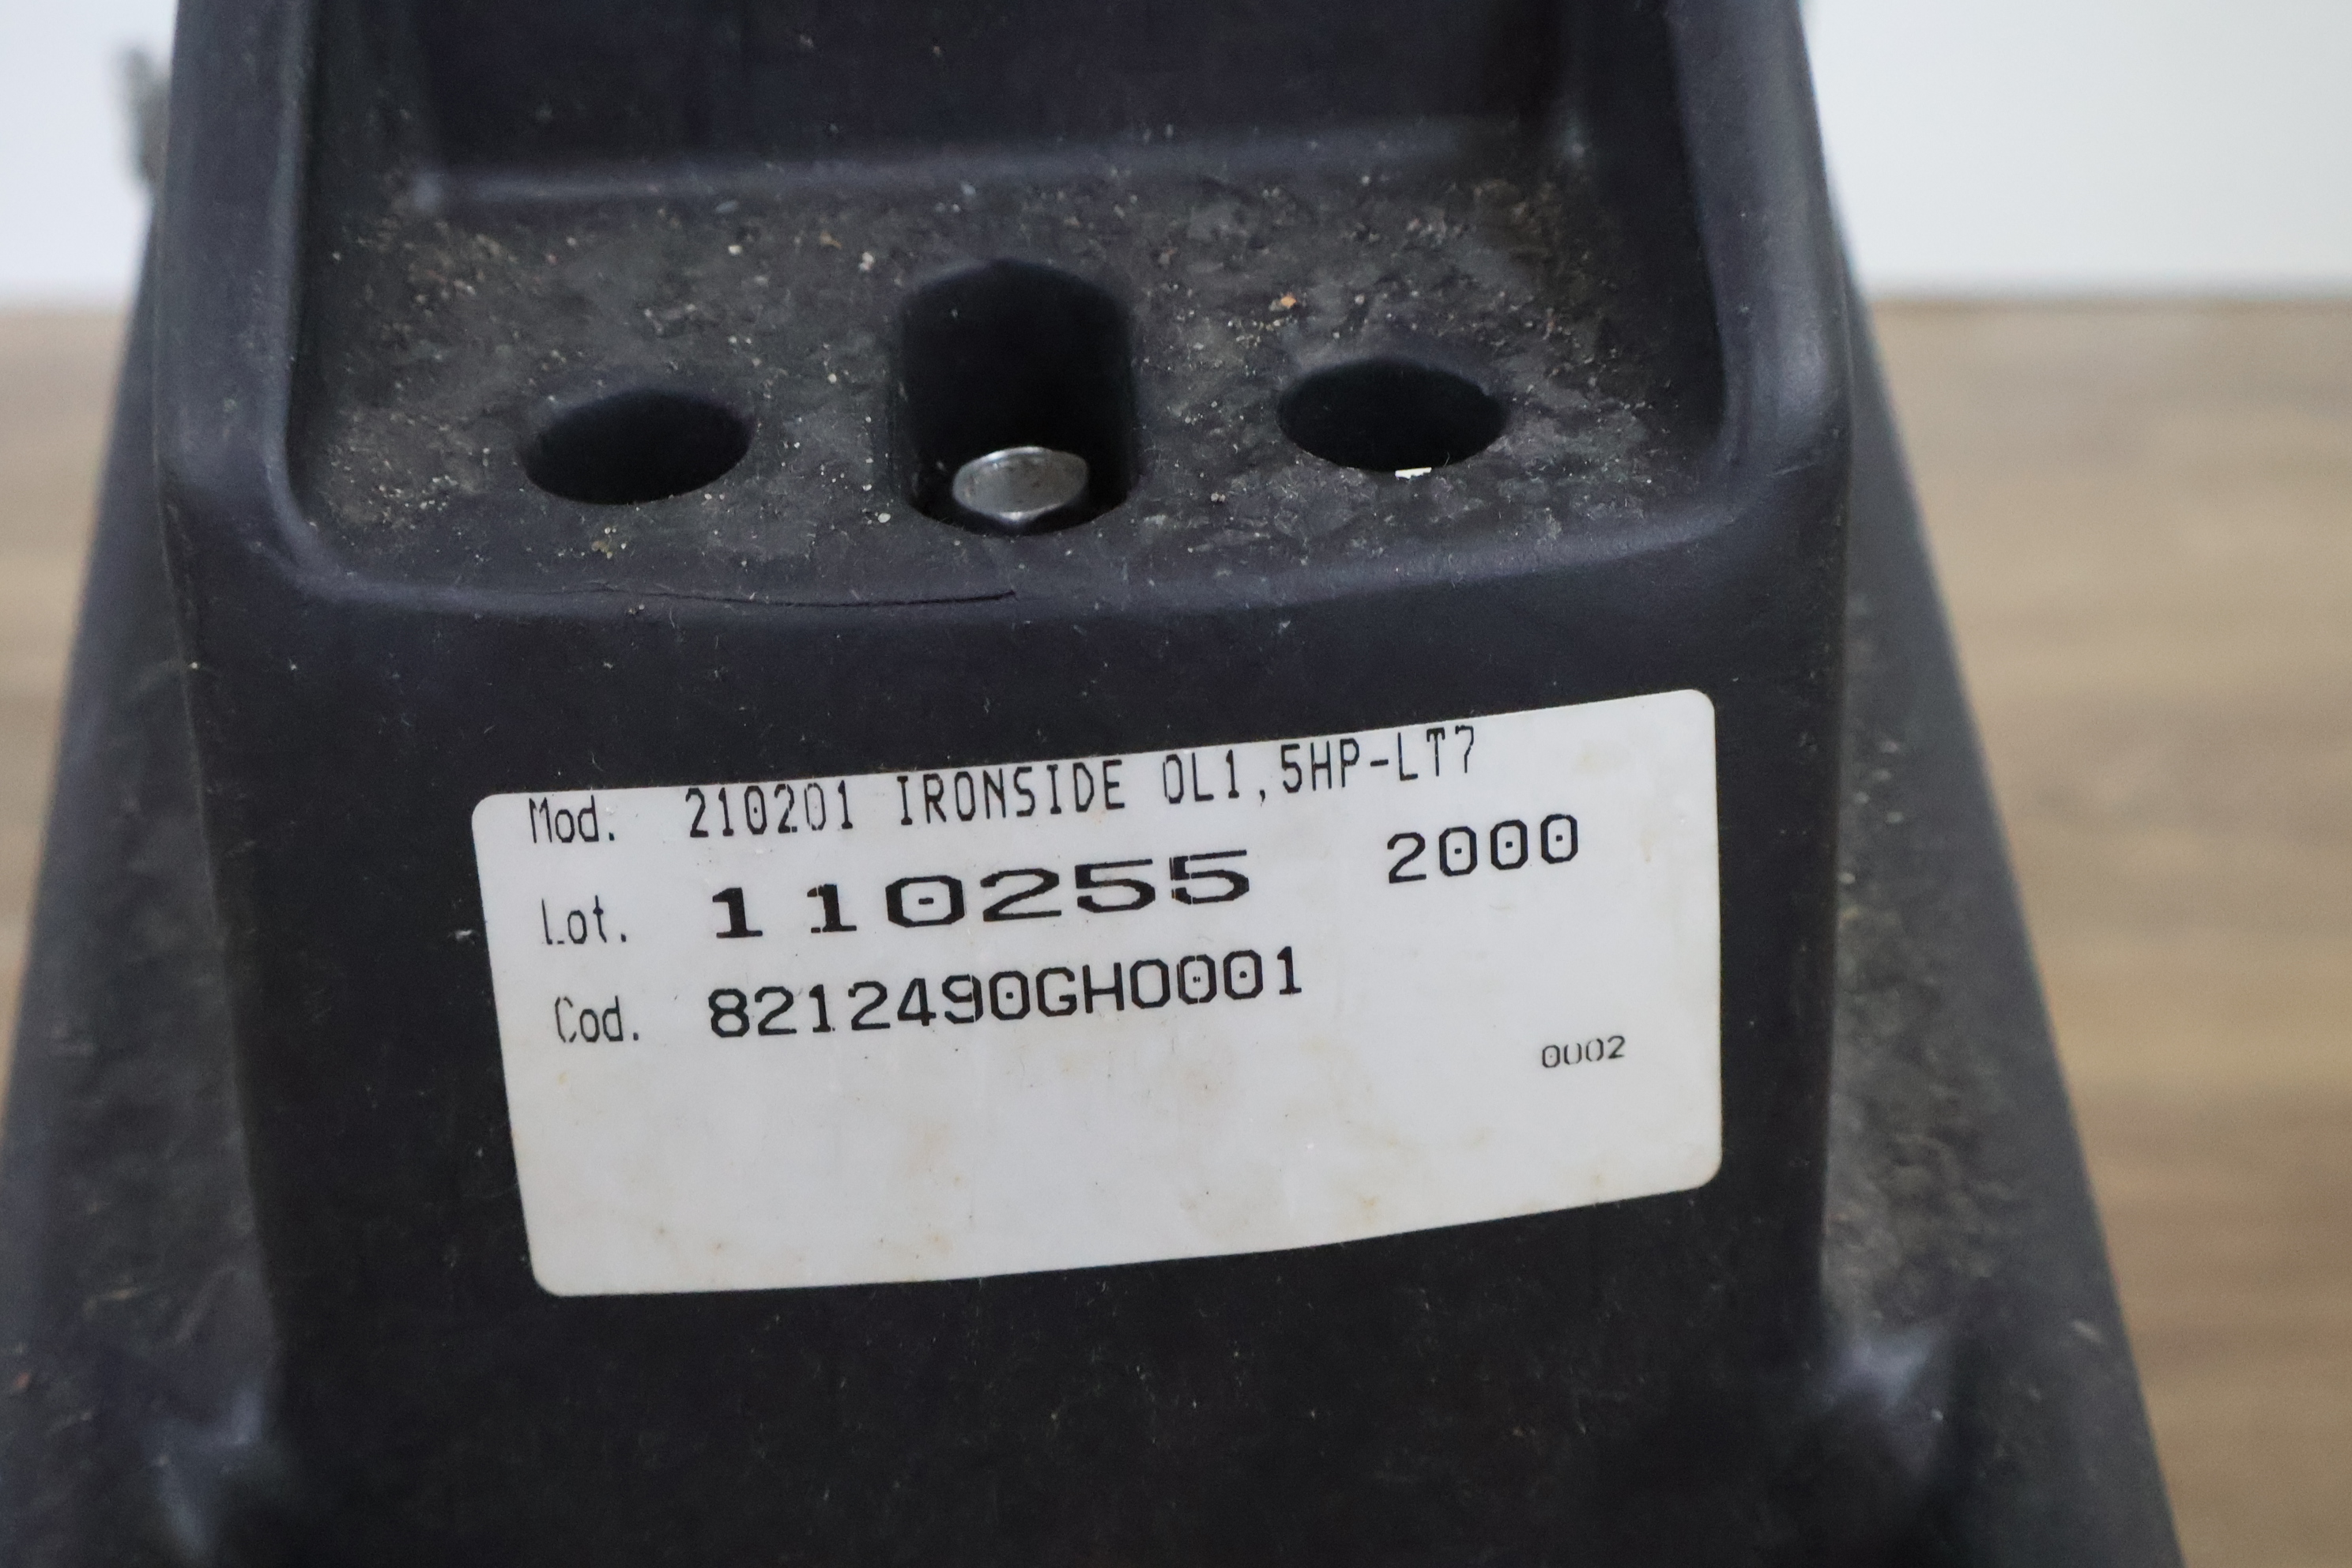 Mod. 210201 IRONSIDE OL1,5HP-LT7
Lot. 110255 2000
Cod. 8212490GH0001
0002